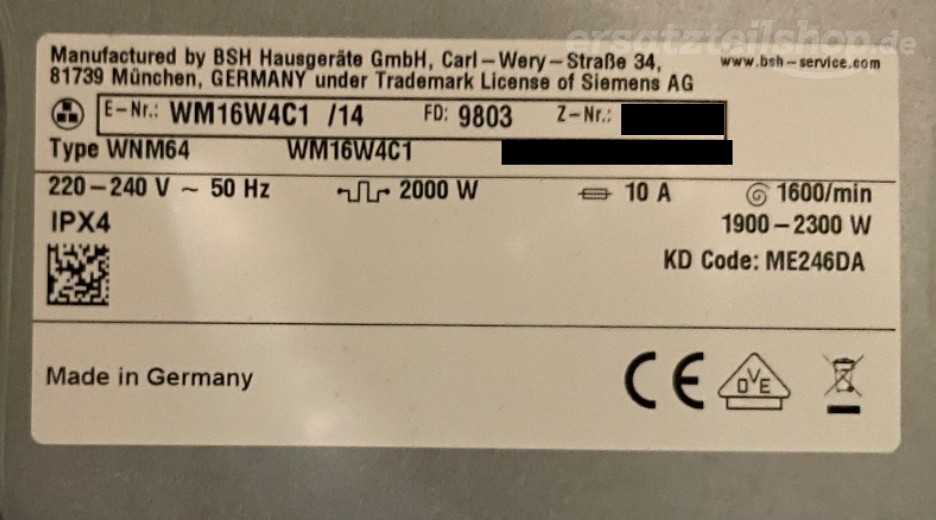 ersatzteilshop.de
Manufactured by BSH Hausgeräte GmbH, Carl-Wery-Straße 34, www.bsh-service.com
81739 München, GERMANY under Trademark License of Siemens AG
E-Nr.: WM16W4C1 /14 FD: 9803 Z-Nr.:
Type WNM64 WM16W4C1
220-240 V ~ 50 Hz 2000 W 10 A 1600/min
IPX4 1900-2300 W
KD Code: ME246DA
Made in Germany CE DVE